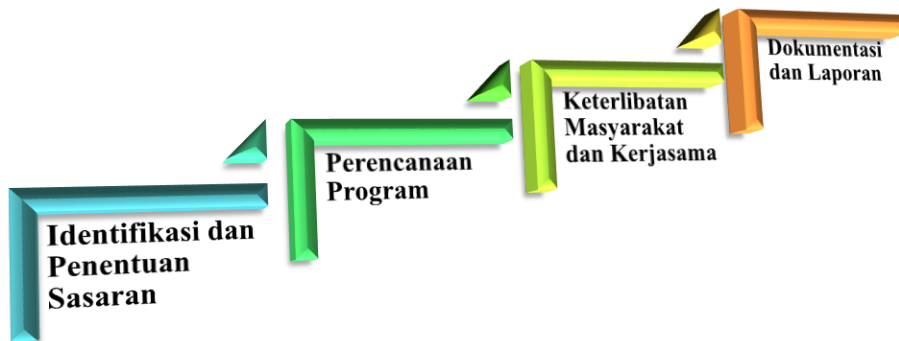 Identifikasi dan
Penentuan
Sasaran
Perencanaan
Program
Keterlibatan
Masyarakat
dan Kerjasama
Dokumentasi
dan Laporan